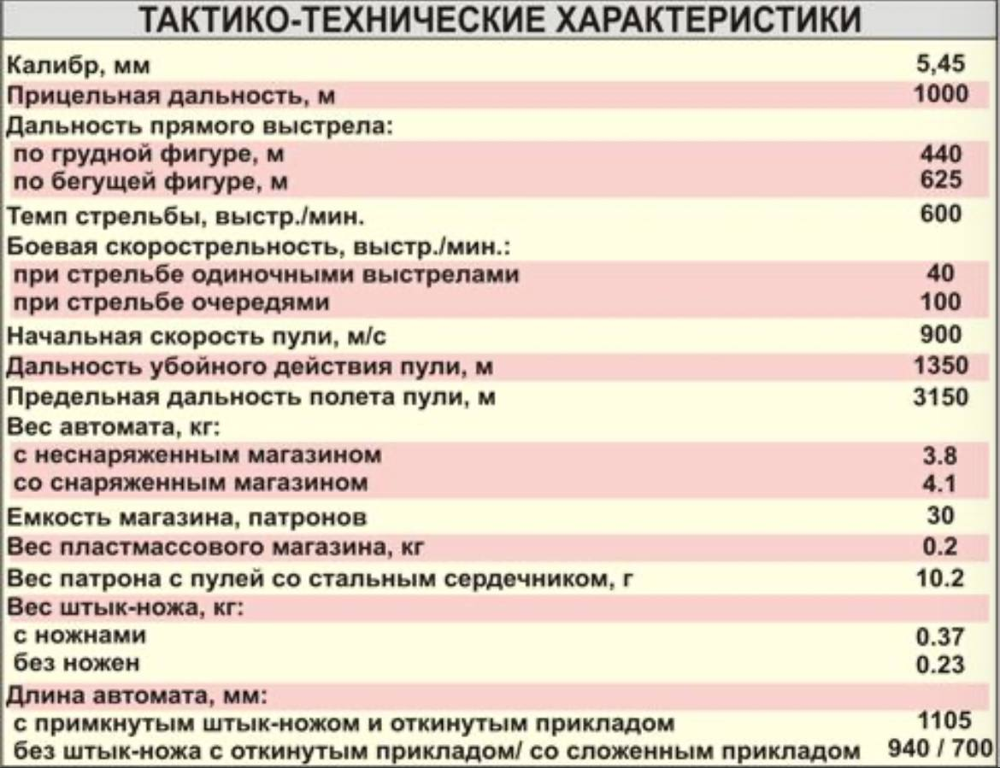 ТАКТИКО-ТЕХНИЧЕСКИЕ ХАРАКТЕРИСТИКИ
Калибр, мм 5,45
Прицельная дальность, м 1000
Дальность прямого выстрела:
по грудной фигуре, м 440
по бегущей фигуре, м 625
Темп стрельбы, выстр./мин. 600
Боевая скорострельность, выстр./мин.:
при стрельбе одиночными выстрелами 40
при стрельбе очередями 100
Начальная скорость пули, м/с 900
Дальность убойного действия пули, м 1350
Предельная дальность полета пули, м 3150
Вес автомата, кг:
с неснаряженным магазином 3.8
со снаряженным магазином 4.1
Емкость магазина, патронов 30
Вес пластмассового магазина, кг 0.2
Вес патрона с пулей со стальным сердечником, г 10.2
Вес штык-ножа, кг:
с ножнами 0.37
без ножен 0.23
Длина автомата, мм:
с примкнутым штык-ножом и откинутым прикладом 1105
без штык-ножа с откинутым прикладом/ со сложенным прикладом 940 / 700